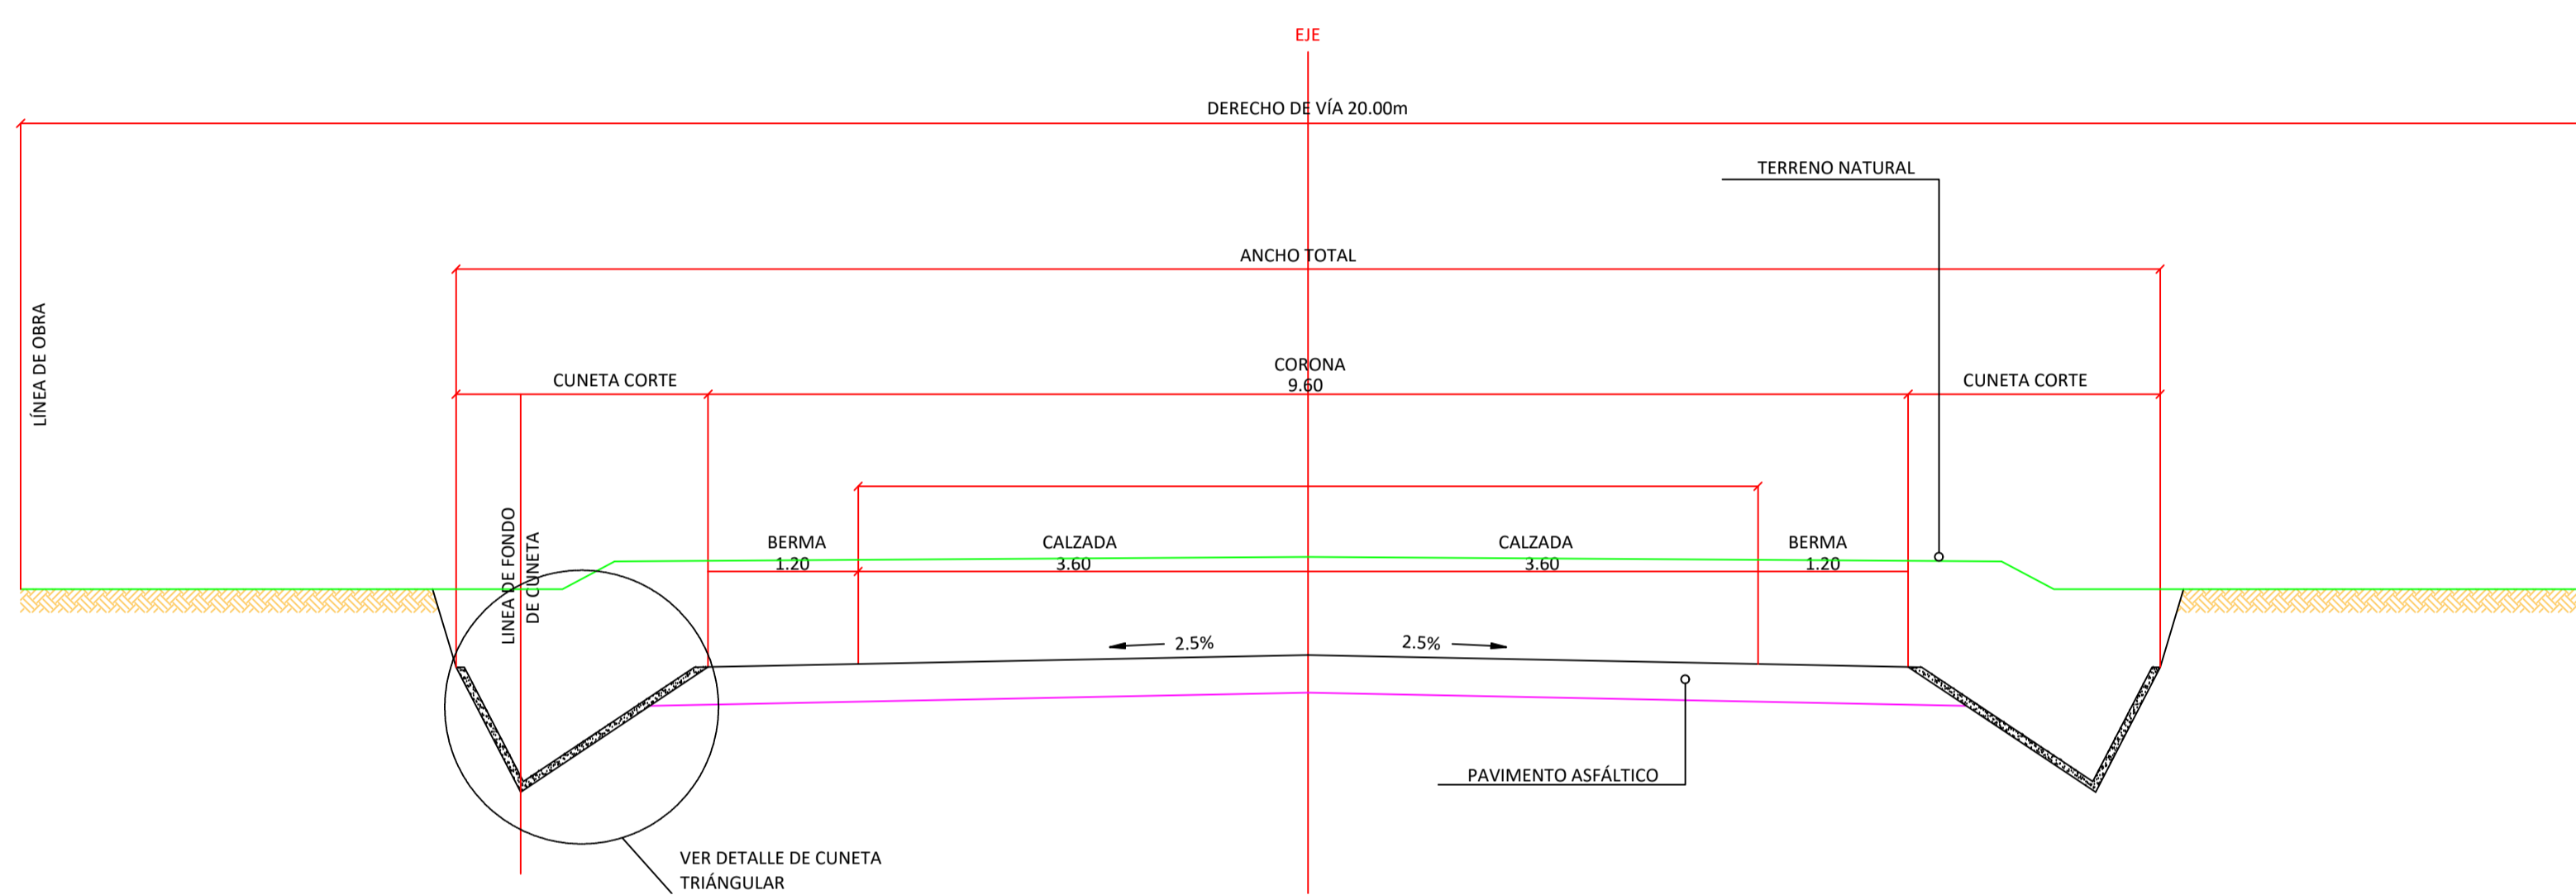 EJE
DERECHO DE VÍA 20.00m
TERRENO NATURAL
ANCHO TOTAL
LÍNEA DE OBRA
CUNETA CORTE
CORONA
9.60
CUNETA CORTE
LINEA DE FONDO
DE CUNETA
BERMA
1.20
CALZADA
3.60
CALZADA
3.60
BERMA
1.20
2.5%
2.5%
PAVIMENTO ASFÁLTICO
VER DETALLE DE CUNETA
TRIÁNGULAR